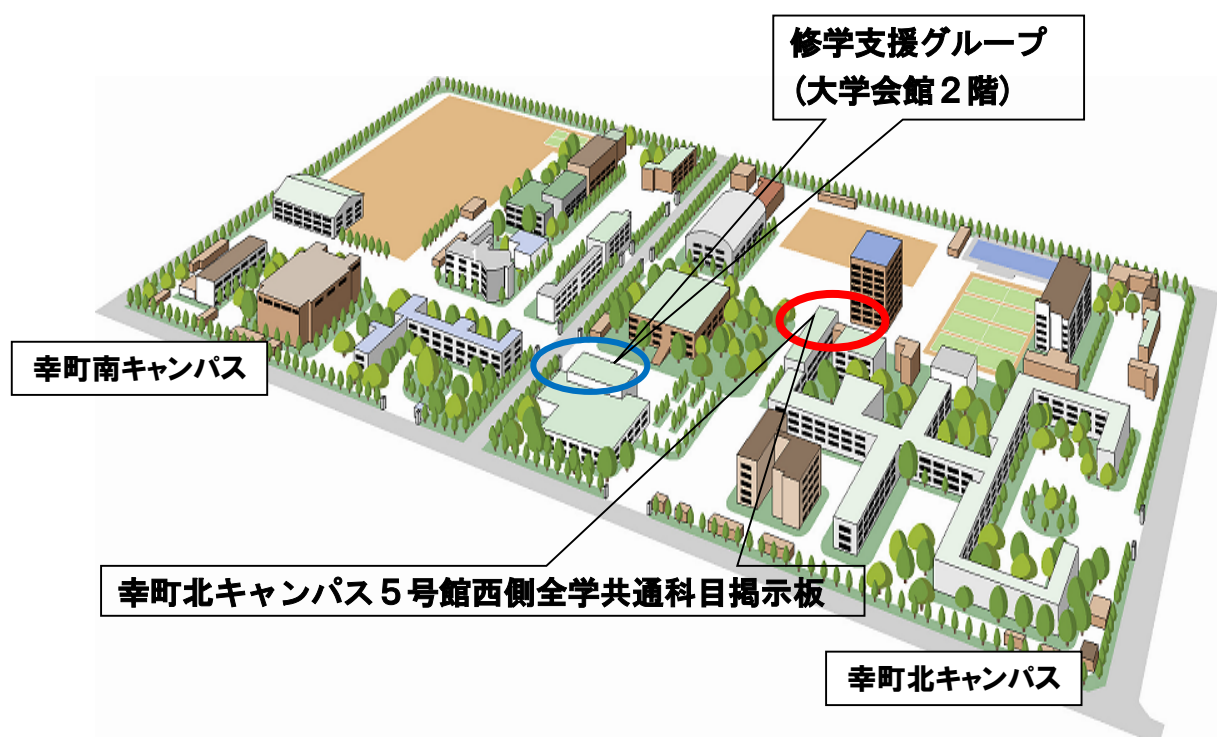 修学支援グループ
(大学会館２階)
幸町南キャンパス
幸町北キャンパス５号館西側全学共通科目掲示板
幸町北キャンパス